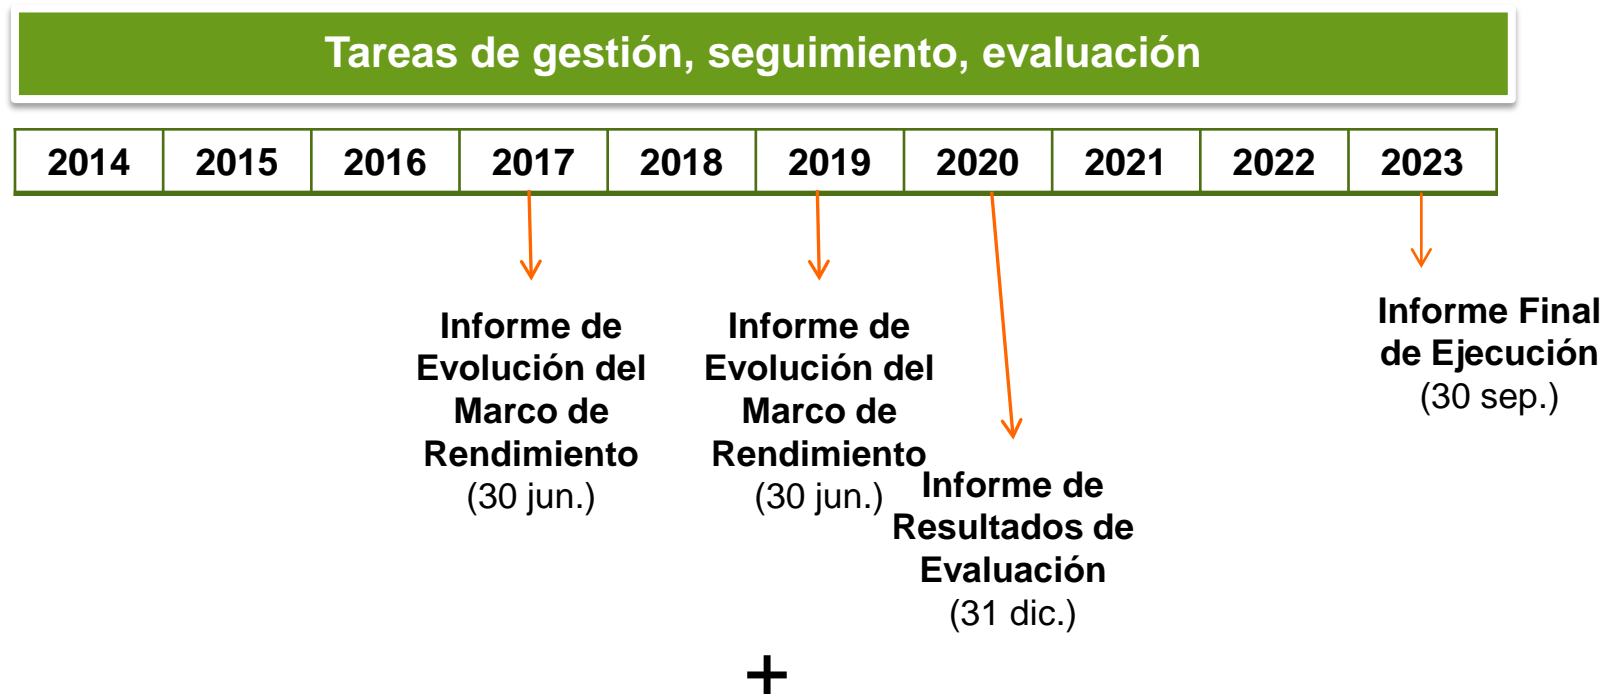 Tareas de gestión, seguimiento, evaluación
2014 2015 2016 2017 2018 2019 2020 2021 2022 2023
Informe de
Evolución del
Marco de
Rendimiento
(30 jun.)
Informe de
Evolución del
Marco de
Rendimiento
(30 jun.)
Informe de
Resultados de
Evaluación
(31 dic.)
Informe Final
de Ejecución
(30 sep.)
+